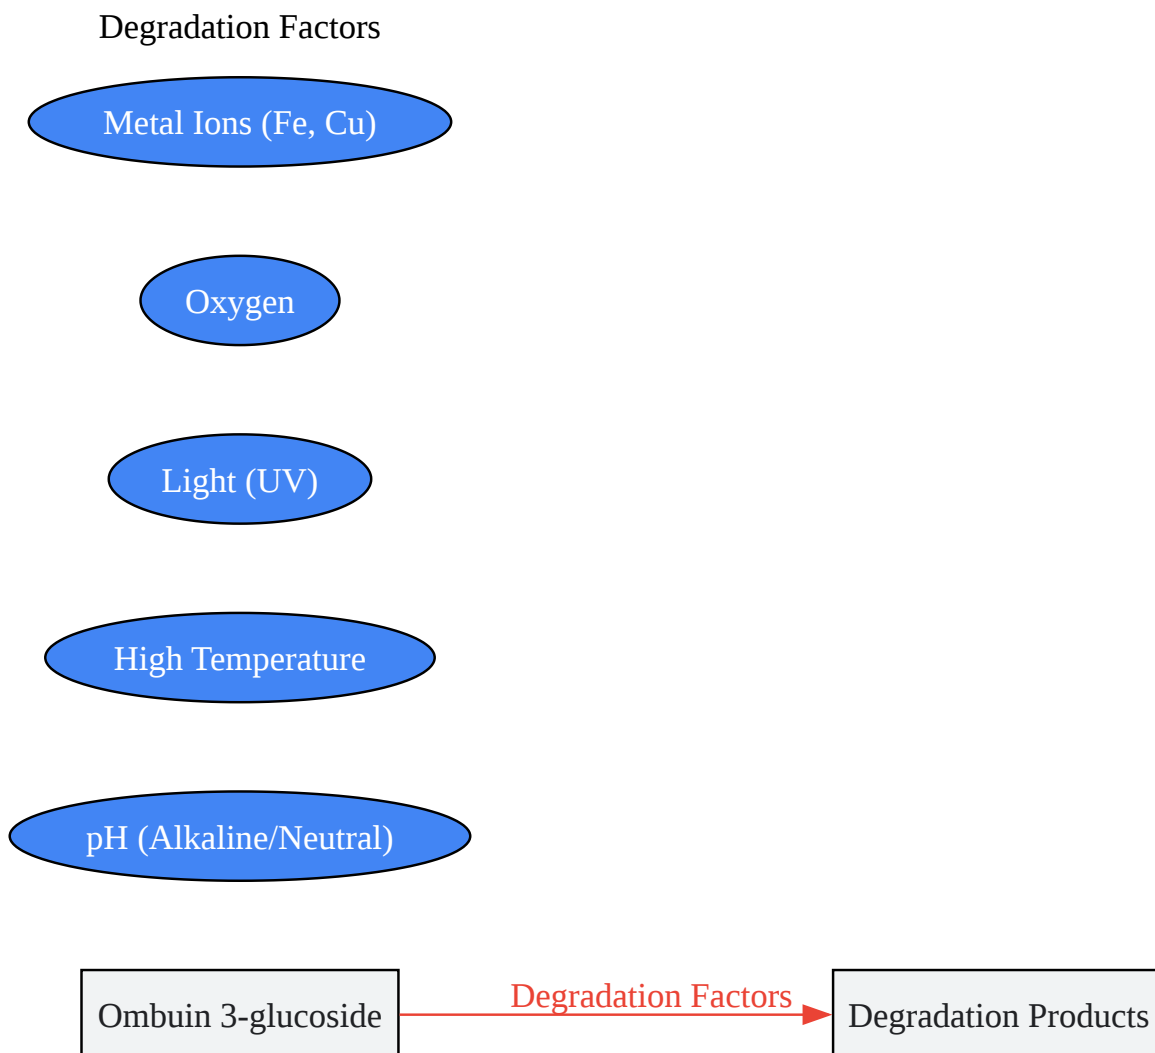 Degradation Factors
Metal Ions (Fe, Cu)
Oxygen
Light (UV)
High Temperature
pH (Alkaline/Neutral)
Degradation Factors
Ombuin 3-glucoside
Degradation Products